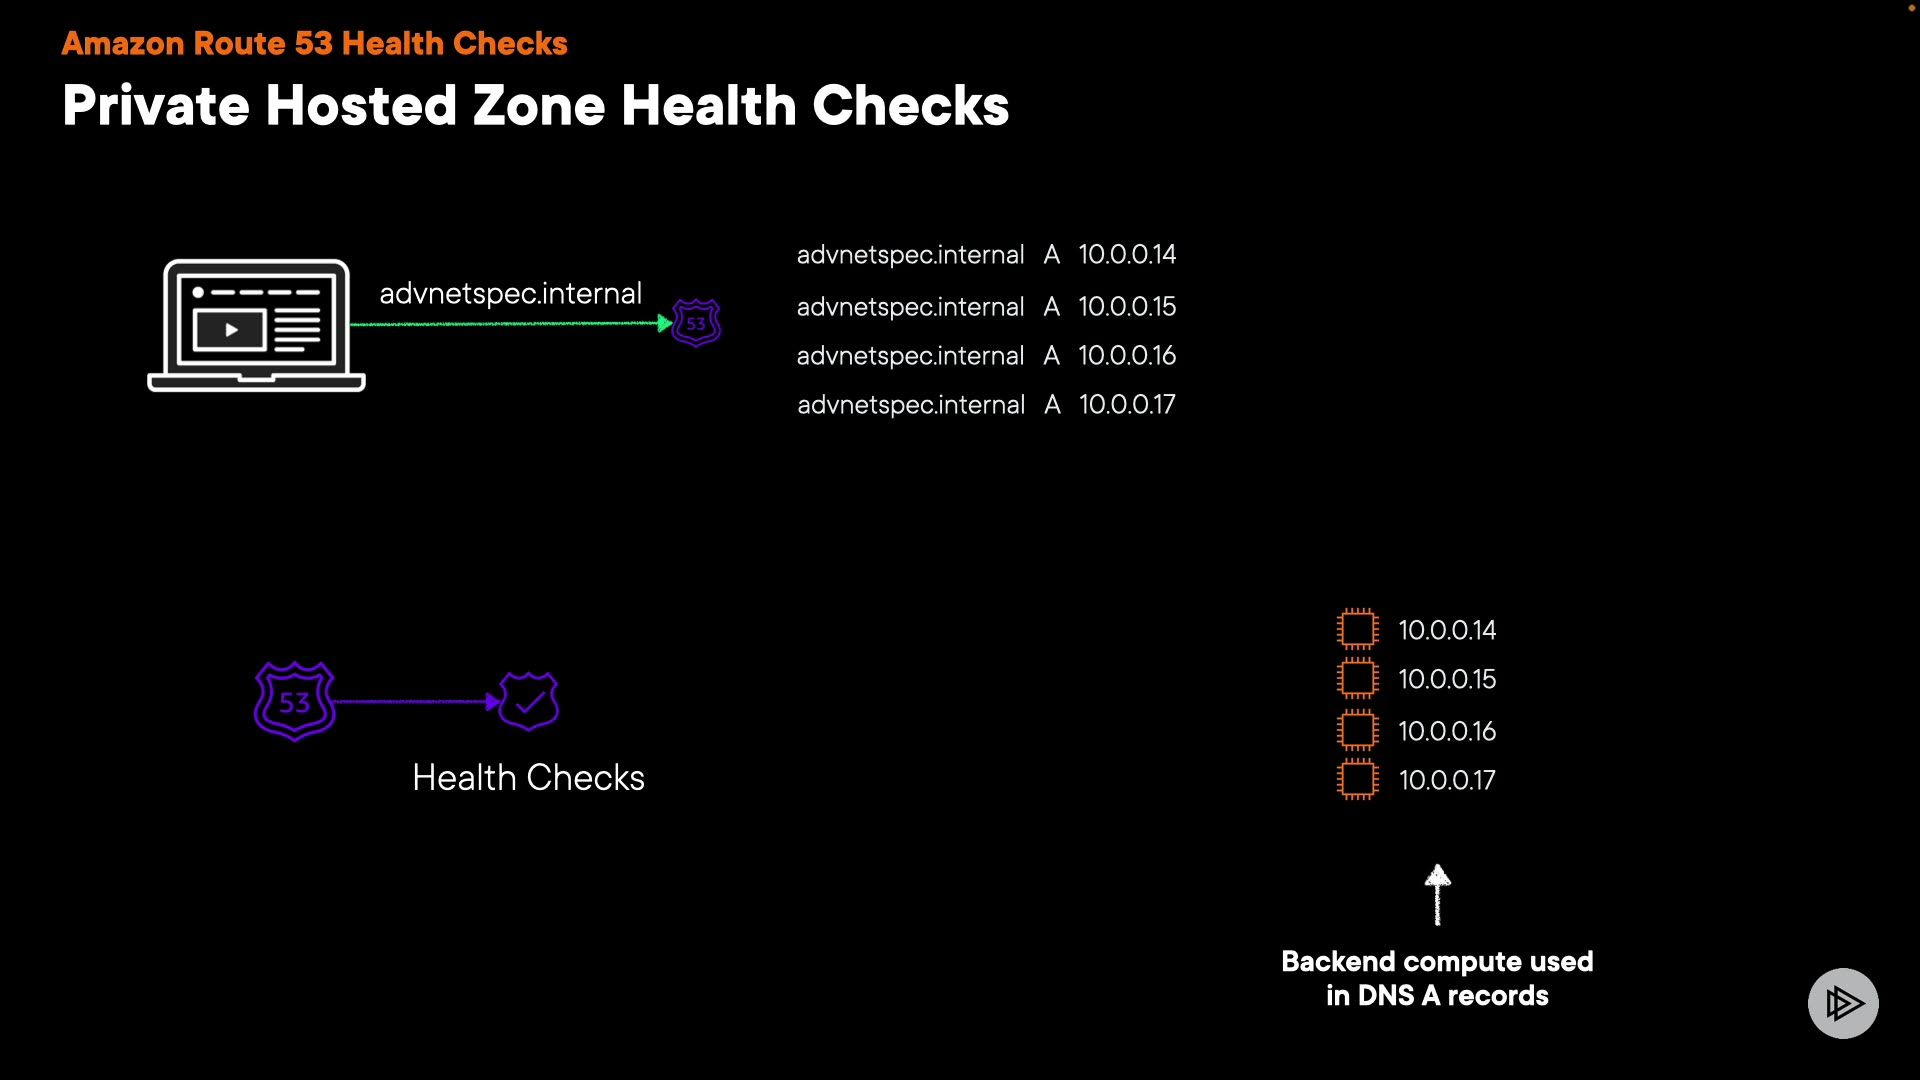 Amazon Route 53 Health Checks
Private Hosted Zone Health Checks
advnetspec.internal
53
advnetspec.internal A 10.0.0.14
advnetspec.internal A 10.0.0.15
advnetspec.internal A 10.0.0.16
advnetspec.internal A 10.0.0.17
53
Health Checks
10.0.0.14
10.0.0.15
10.0.0.16
10.0.0.17
Backend compute used
in DNS A records